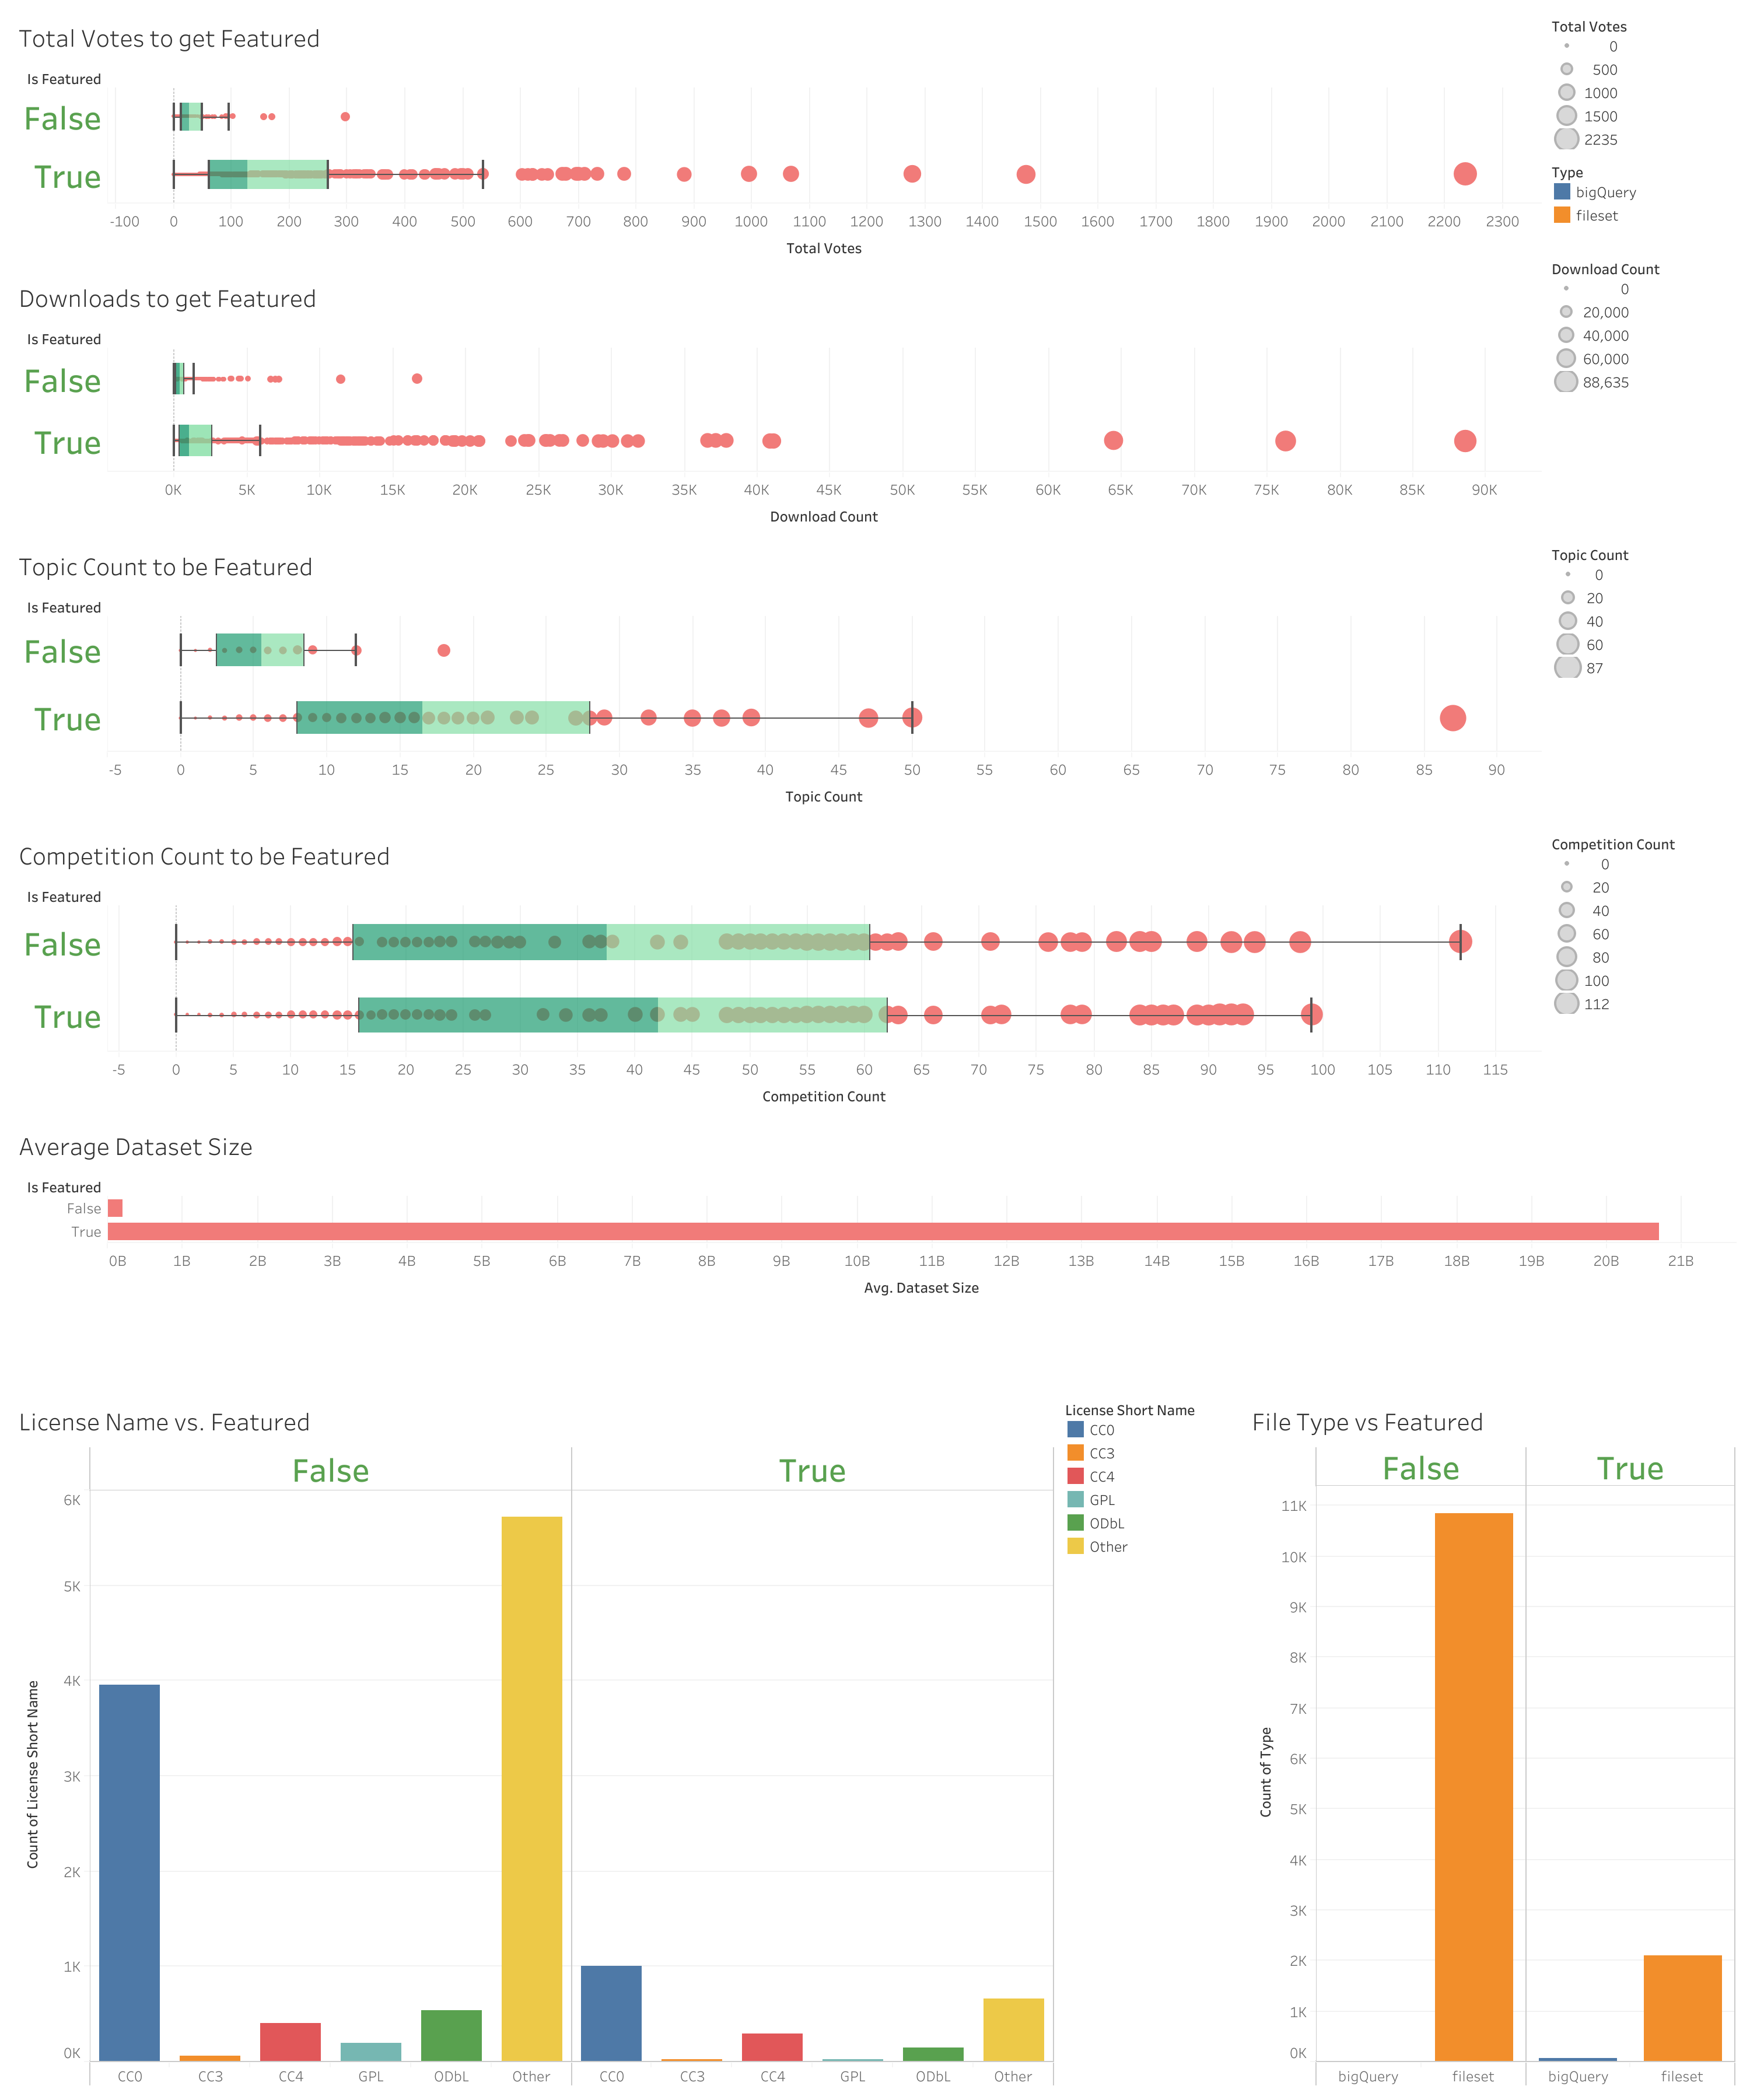 Total Votes to get Featured
Is Featured
False
True
-100 0 100 200 300 400 500 600 700 800 900 1000 1100 1200 1300 1400 1500 1600 1700 1800 1900 2000 2100 2200 2300
Total Votes
Total Votes
0
500
1000
1500
2235
Type
bigQuery
fileset
Downloads to get Featured
Is Featured
False
True
0K 5K 10K 15K 20K 25K 30K 35K 40K 45K 50K 55K 60K 65K 70K 75K 80K 85K 90K
Download Count
Download Count
0
20,000
40,000
60,000
88,635
Topic Count to be Featured
Is Featured
False
True
-5 0 5 10 15 20 25 30 35 40 45 50 55 60 65 70 75 80 85 90
Topic Count
Topic Count
0
20
40
60
87
Competition Count to be Featured
Is Featured
False
True
-5 0 5 10 15 20 25 30 35 40 45 50 55 60 65 70 75 80 85 90 95 100 105 110 115
Competition Count
Competition Count
0
20
40
60
80
100
112
Average Dataset Size
Is Featured
False
True
0B 1B 2B 3B 4B 5B 6B 7B 8B 9B 10B 11B 12B 13B 14B 15B 16B 17B 18B 19B 20B 21B
Avg. Dataset Size
License Name vs. Featured
False True
6K
5K
4K
3K
2K
1K
0K
Count of License Short Name
CC0 CC3 CC4 GPL ODbL Other CC0 CC3 CC4 GPL ODbL Other
License Short Name
CC0
CC3
CC4
GPL
ODbL
Other
File Type vs Featured
False True
11K
10K
9K
8K
7K
6K
5K
4K
3K
2K
1K
0K
Count of Type
bigQuery fileset bigQuery fileset